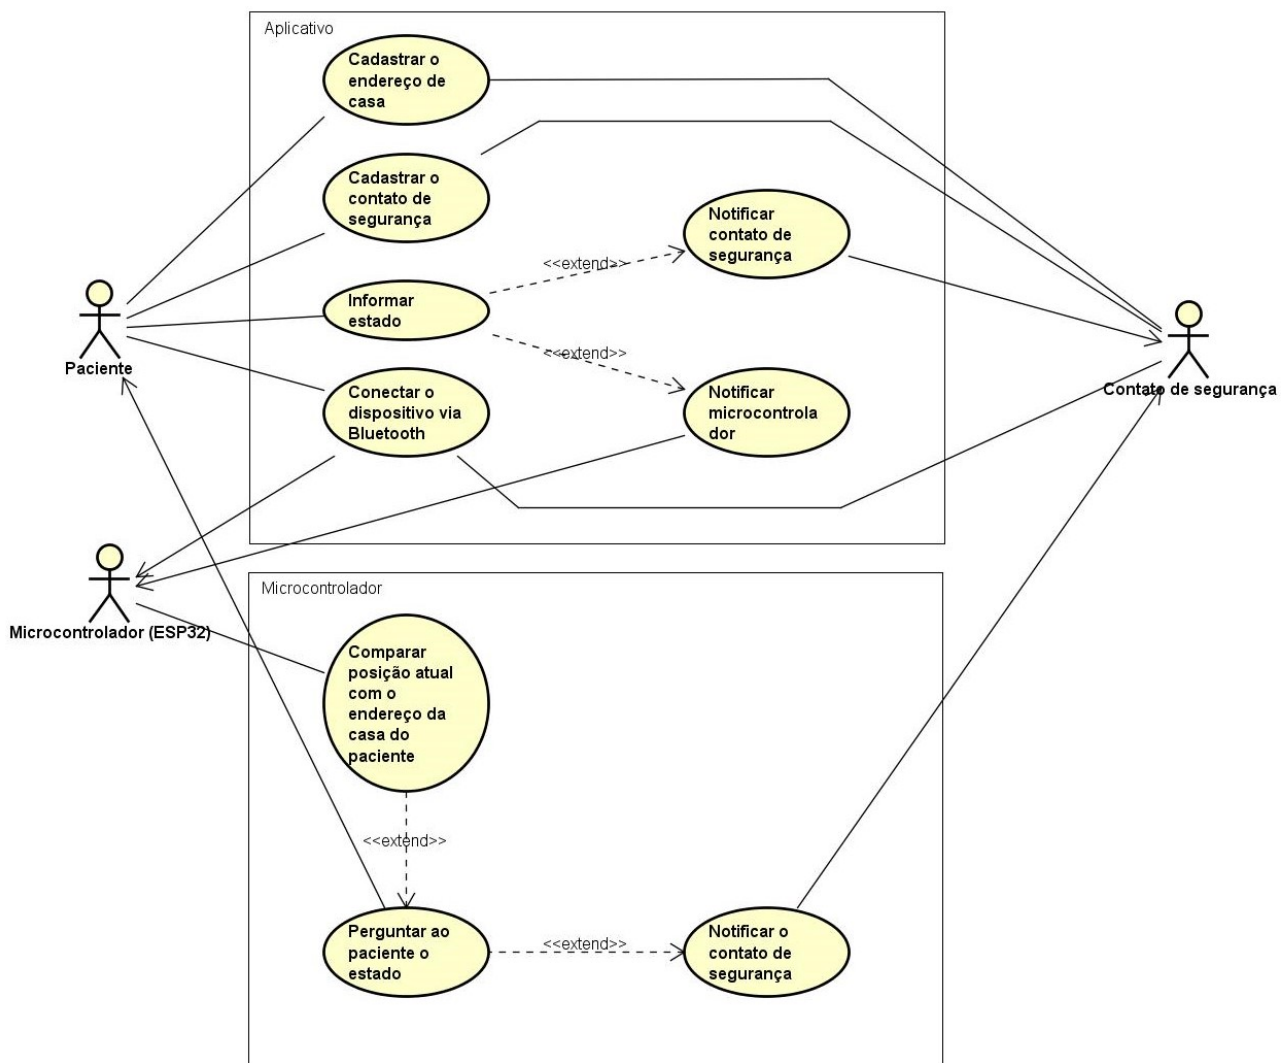 Aplicativo
Cadastrar o
endereço de
casa
Cadastrar o
contato de
segurança
Notificar
contato de
segurança
<<extend>>
Informar
estado
<<extend>>
Paciente
Conectar o
dispositivo via
Bluetooth
Notificar
microcontrola
dor
Contato de segurança
Microcontrolador (ESP32)
Microcontrolador
Comparar
posição atual
com o
endereço da
casa do
paciente
<<extend>>
Perguntar ao
paciente o
estado
<<extend>>
Notificar o
contato de
segurança